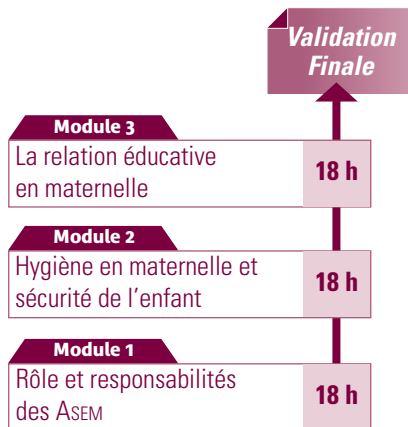 Validation
Finale
Module 3
La relation éducative
en maternelle
18 h
Module 2
Hygiène en maternelle et
sécurité de l'enfant
18 h
Module 1
Rôle et responsabilités
des ASEM
18 h